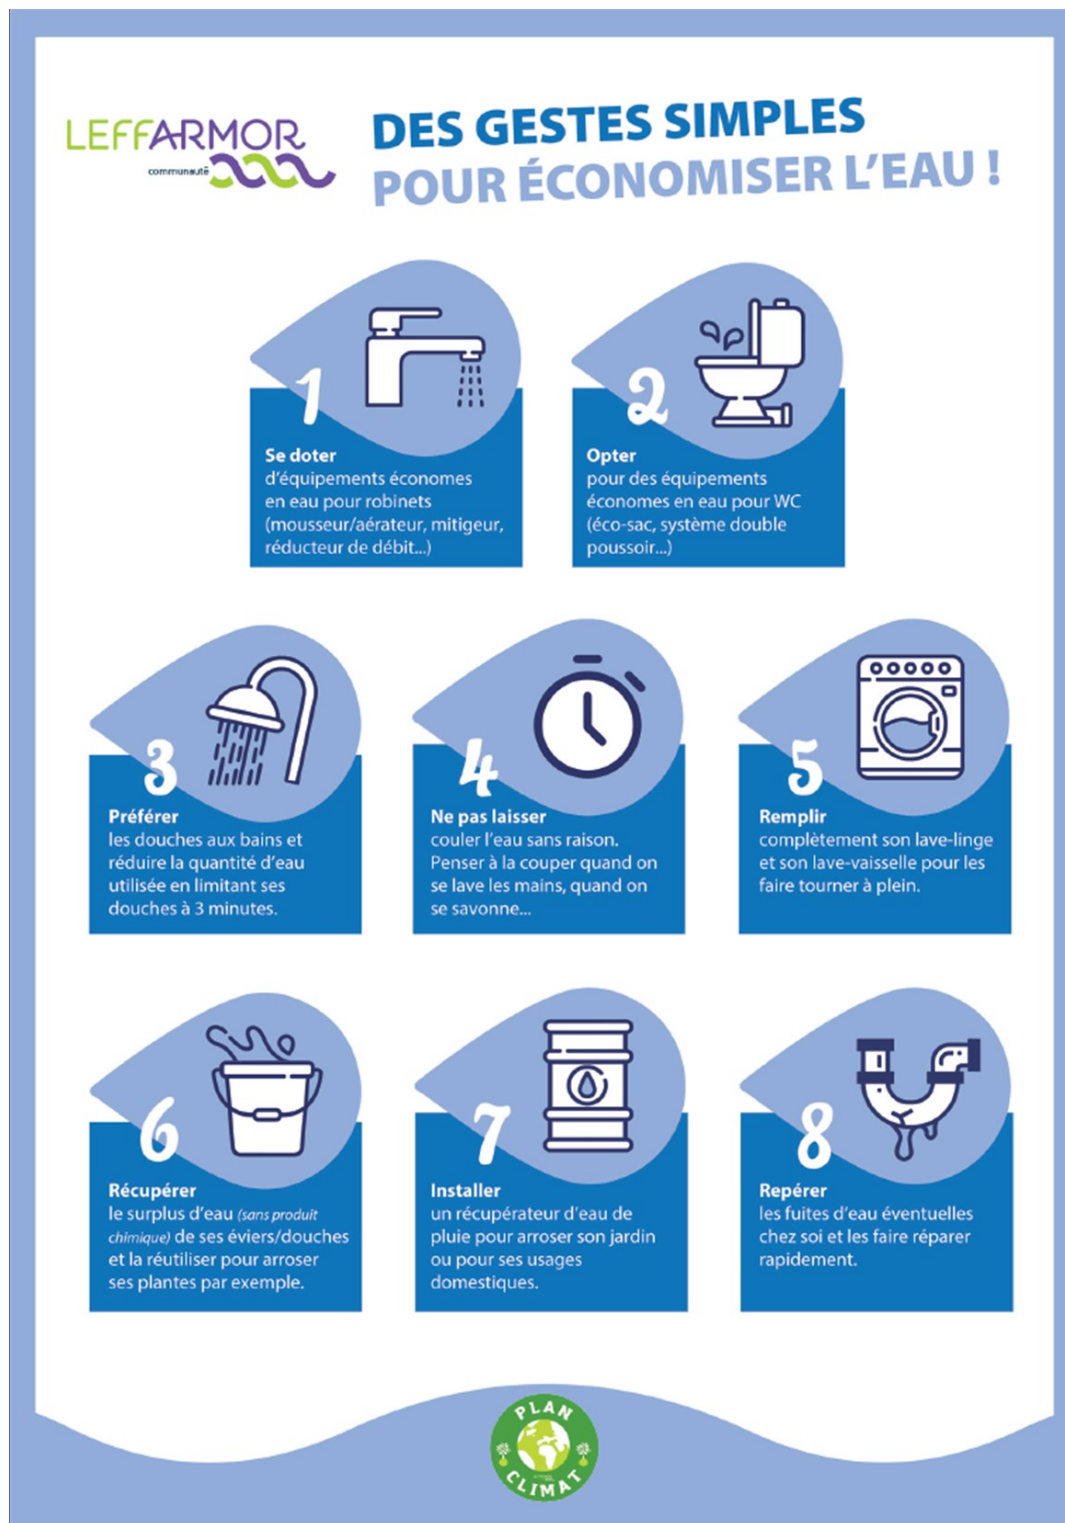 LEFFARMOR
communauté
DES GESTES SIMPLES
POUR ÉCONOMISER L'EAU !
1
Se doter
d'équipements économes
en eau pour robinets
(mousseur/aérateur, mitigeur,
réducteur de débit...)
2
Opter
pour des équipements
économes en eau pour WC
(éco-sac, système double
poussoir...)
3
Préférer
les douches aux bains et
réduire la quantité d'eau
utilisée en limitant ses
douches à 3 minutes.
4
Ne pas laisser
couler l'eau sans raison.
Penser à la couper quand on
se lave les mains, quand on
se savonne...
5
Remplir
complètement son lave-linge
et son lave-vaisselle pour les
faire tourner à plein.
6
Récupérer
le surplus d'eau (sans produit
chimique) de ses éviers/douches
et la réutiliser pour arroser
ses plantes par exemple.
7
Installer
un récupérateur d'eau de
pluie pour arroser son jardin
ou pour ses usages
domestiques.
8
Repérer
les fuites d'eau éventuelles
chez soi et les faire réparer
rapidement.
PLAN
CLIMAT